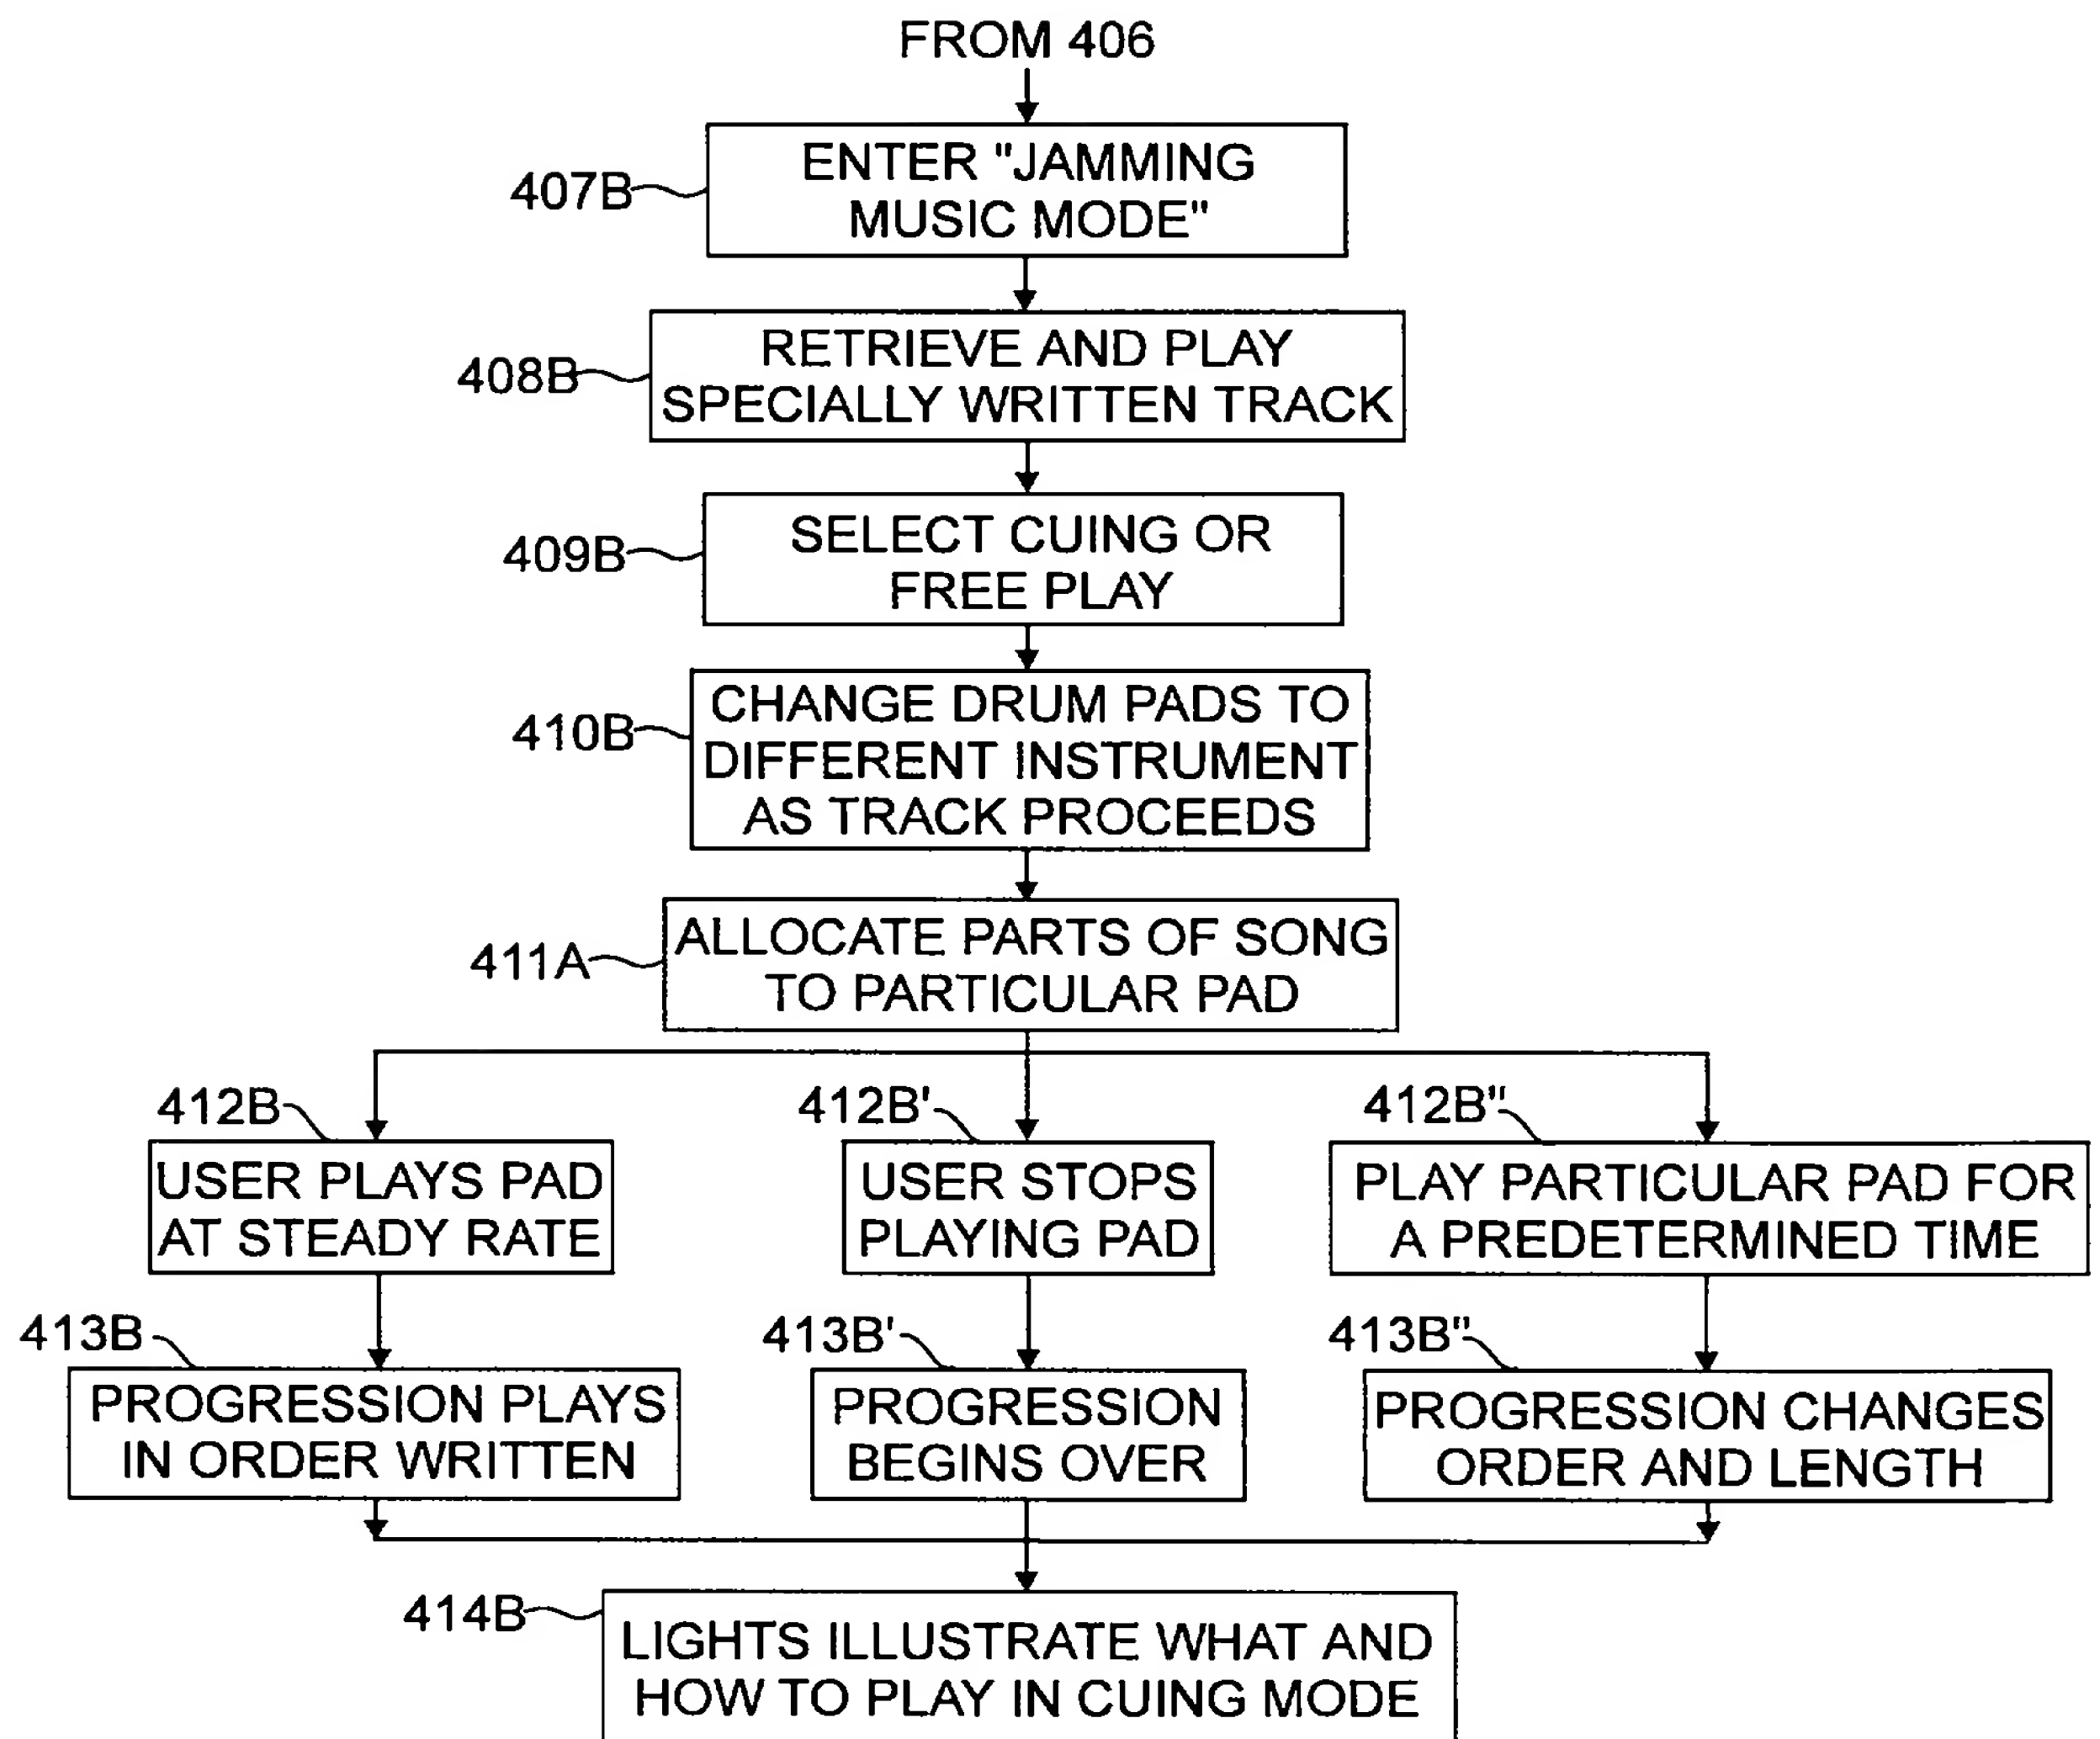 FROM 406
407B
ENTER "JAMMING
MUSIC MODE"
408B
RETRIEVE AND PLAY
SPECIALLY WRITTEN TRACK
409B
SELECT CUING OR
FREE PLAY
410B
CHANGE DRUM PADS TO
DIFFERENT INSTRUMENT
AS TRACK PROCEEDS
411A
ALLOCATE PARTS OF SONG
TO PARTICULAR PAD
412B
USER PLAYS PAD
AT STEADY RATE
412B'
USER STOPS
PLAYING PAD
412B"
PLAY PARTICULAR PAD FOR
A PREDETERMINED TIME
413B
PROGRESSION PLAYS
IN ORDER WRITTEN
413B'
PROGRESSION
BEGINS OVER
413B"
PROGRESSION CHANGES
ORDER AND LENGTH
414B
LIGHTS ILLUSTRATE WHAT AND
HOW TO PLAY IN CUING MODE